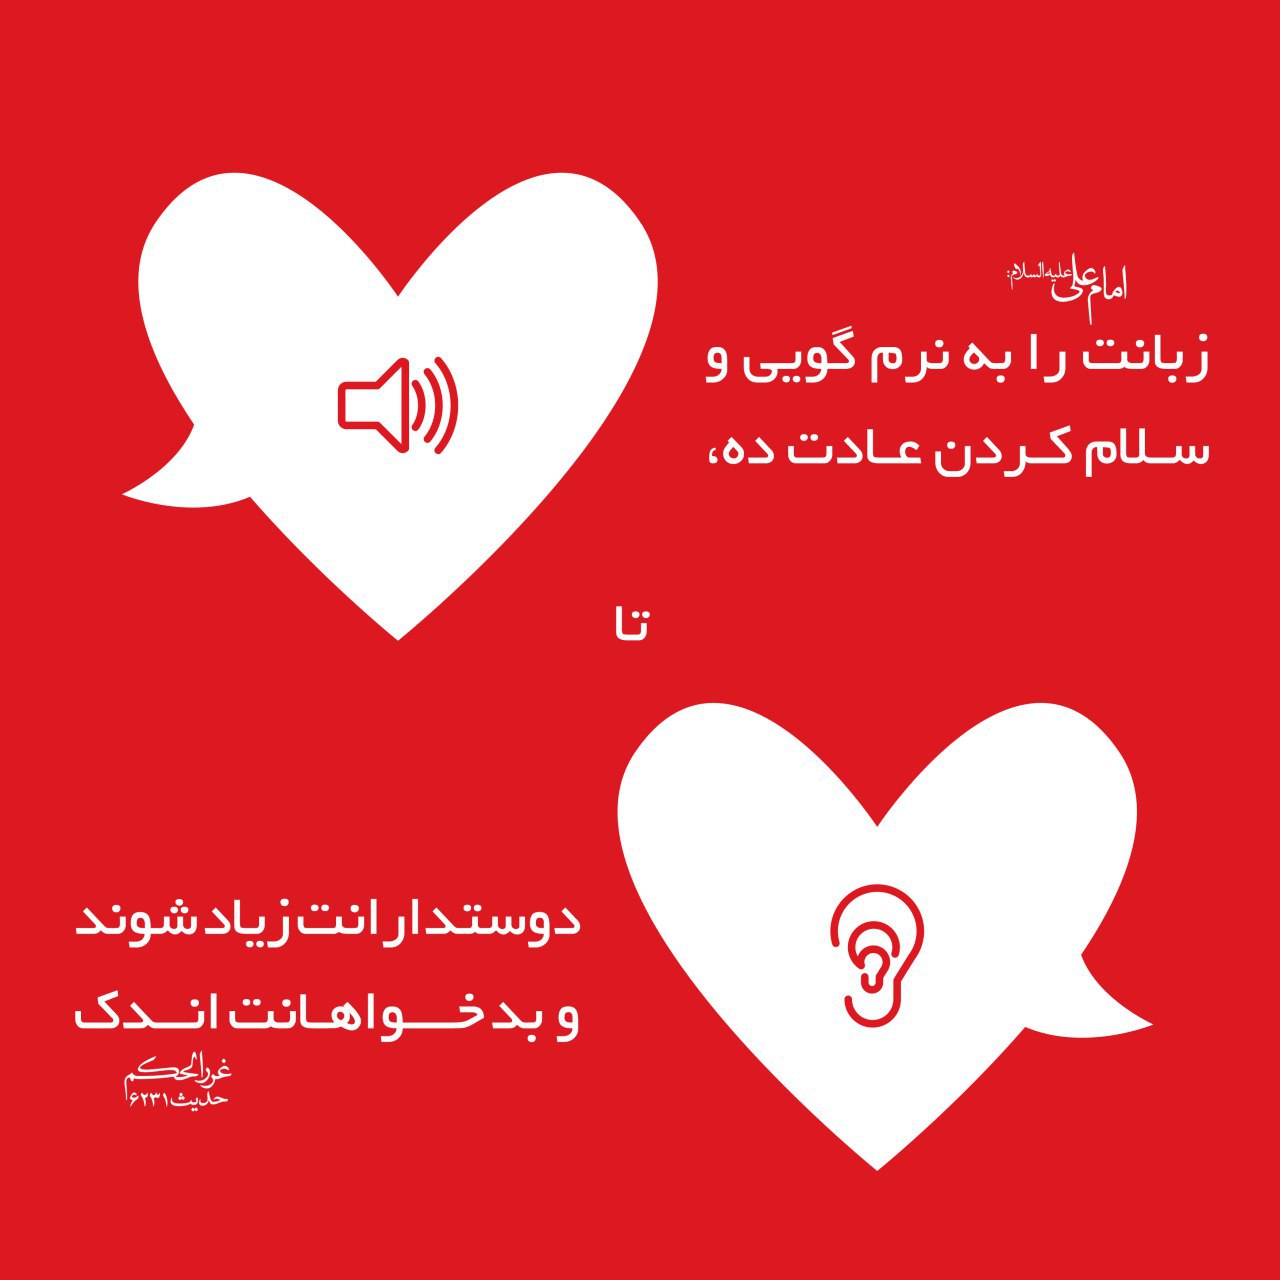 امام علی علیه السلام:
زبانت را به نرم گویی و
سلام کردن عادت ده،
تا
دوستدارانت زیاد شوند
و بدخواهانت اندک
غررالحکم
حدیث ۶۲۳۱